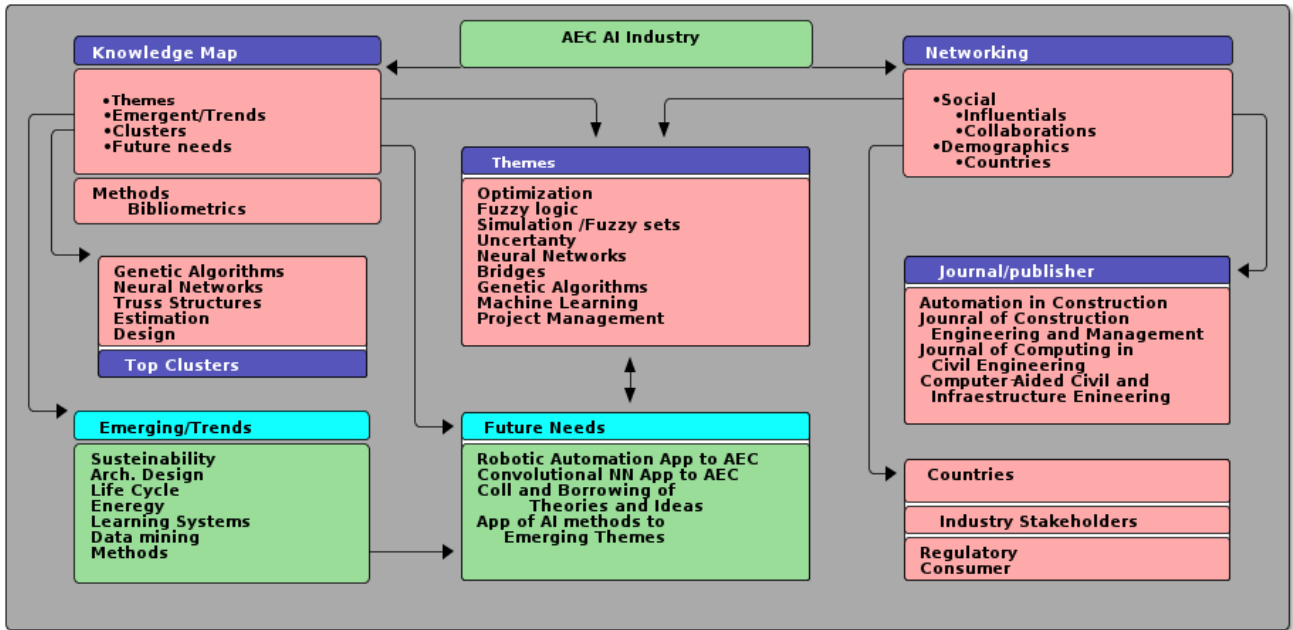 AEC AI Industry
Knowledge Map
•Themes
•Emergent/Trends
•Clusters
•Future needs
Methods
Bibliometrics
Genetic Algorithms
Neural Networks
Truss Structures
Estimation
Design
Top Clusters
Emerging/Trends
Susteinability
Arch. Design
Life Cycle
Eneregy
Learning Systems
Data mining
Methods
Themes
Optimization
Fuzzy logic
Simulation /Fuzzy sets
Uncertanty
Neural Networks
Bridges
Genetic Algorithms
Machine Learning
Project Management
Future Needs
Robotic Automation App to AEC
Convolutional NN App to AEC
Coll and Borrowing of
Theories and Ideas
App of AI methods to
Emerging Themes
Networking
•Social
•Influentials
•Collaborations
•Demographics
•Countries
Journal/publisher
Automation in Construction
Jounral of Construction
Engineering and Management
Journal of Computing in
Civil Engineering
Computer-Aided Civil and
Infraestructure Enineering
Countries
Industry Stakeholders
Regulatory
Consumer